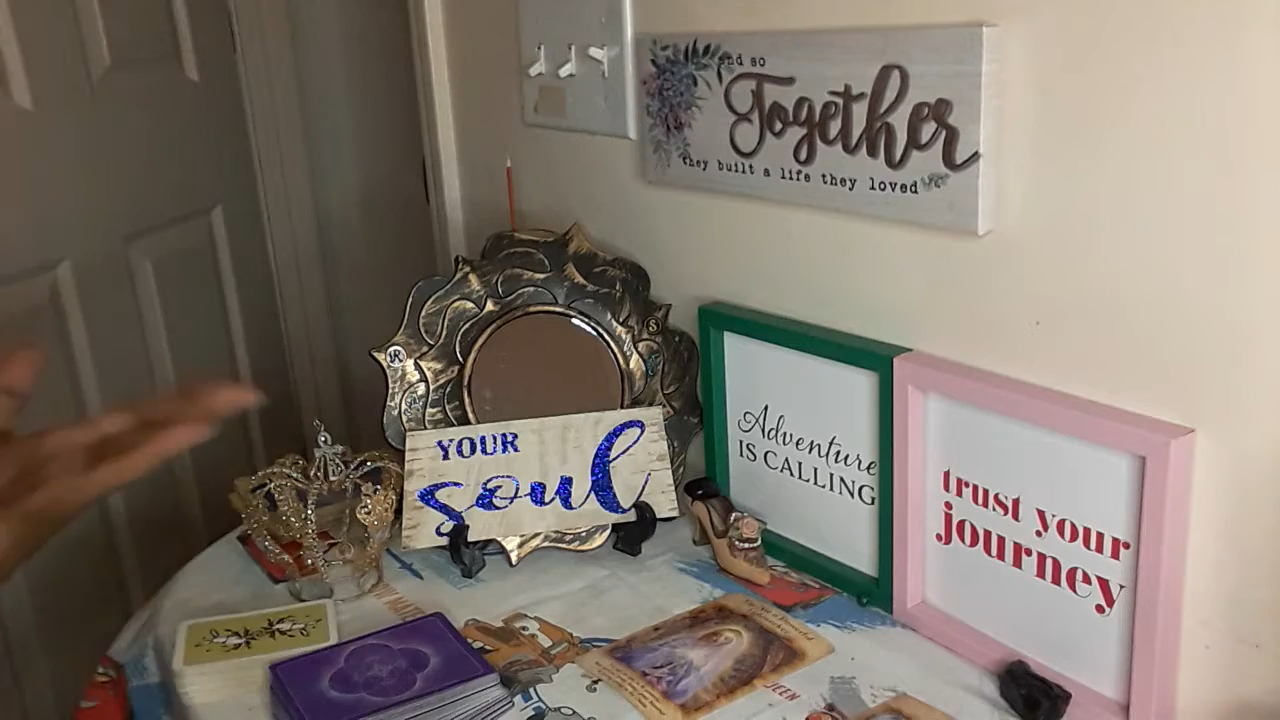 and so
Together
they built a life they loved
YOUR
soul
Adventure
IS CALLING
trust your
journey
R
S